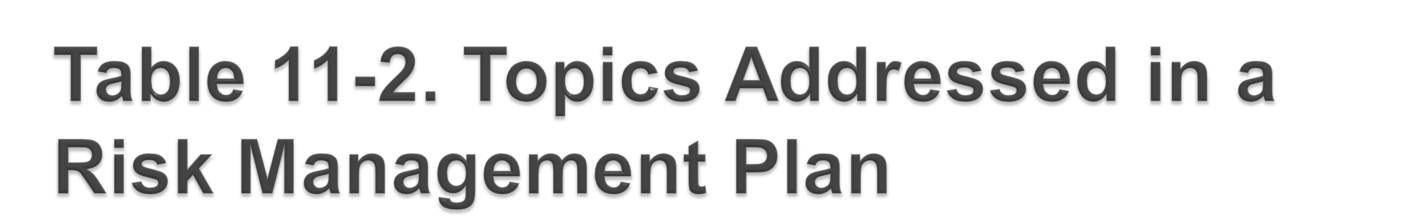 Table 11-2. Topics Addressed in a
Risk Management Plan